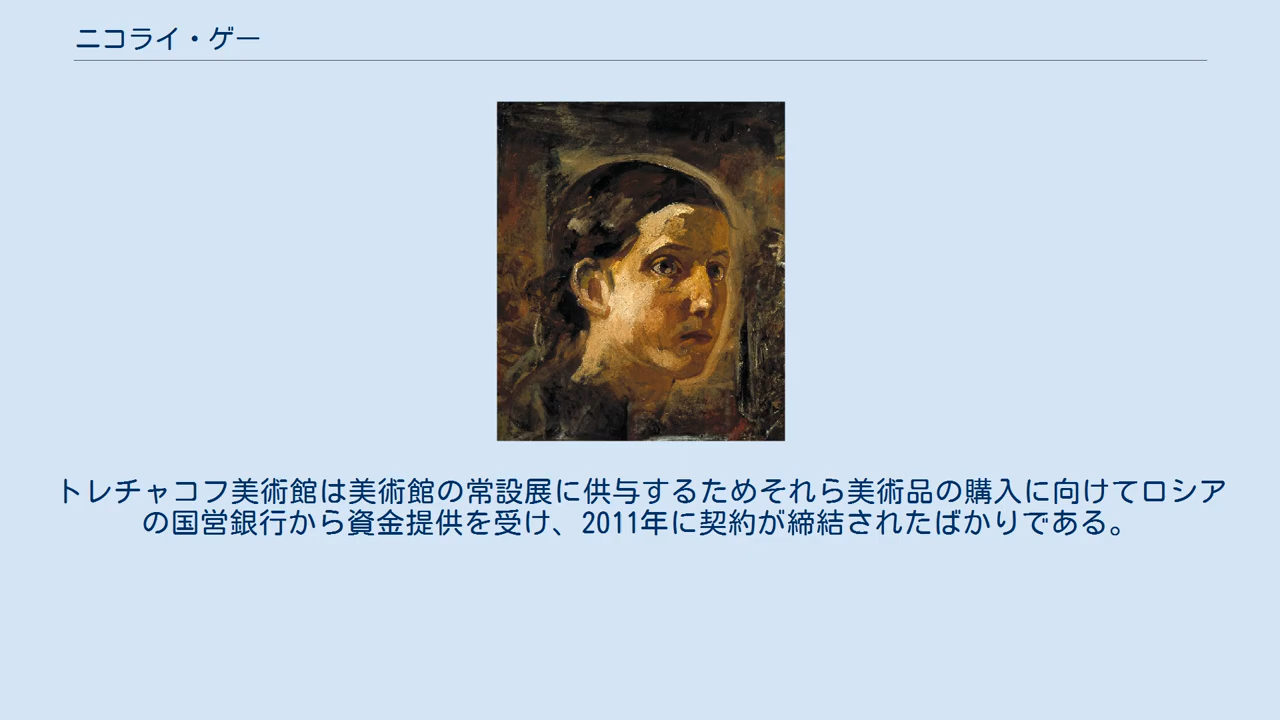 ニコライ・ゲー
トレチャコフ美術館は美術館の常設展に供与するためそれら美術品の購入に向けてロシア
の国営銀行から資金提供を受け、2011年に契約が締結されたばかりである。